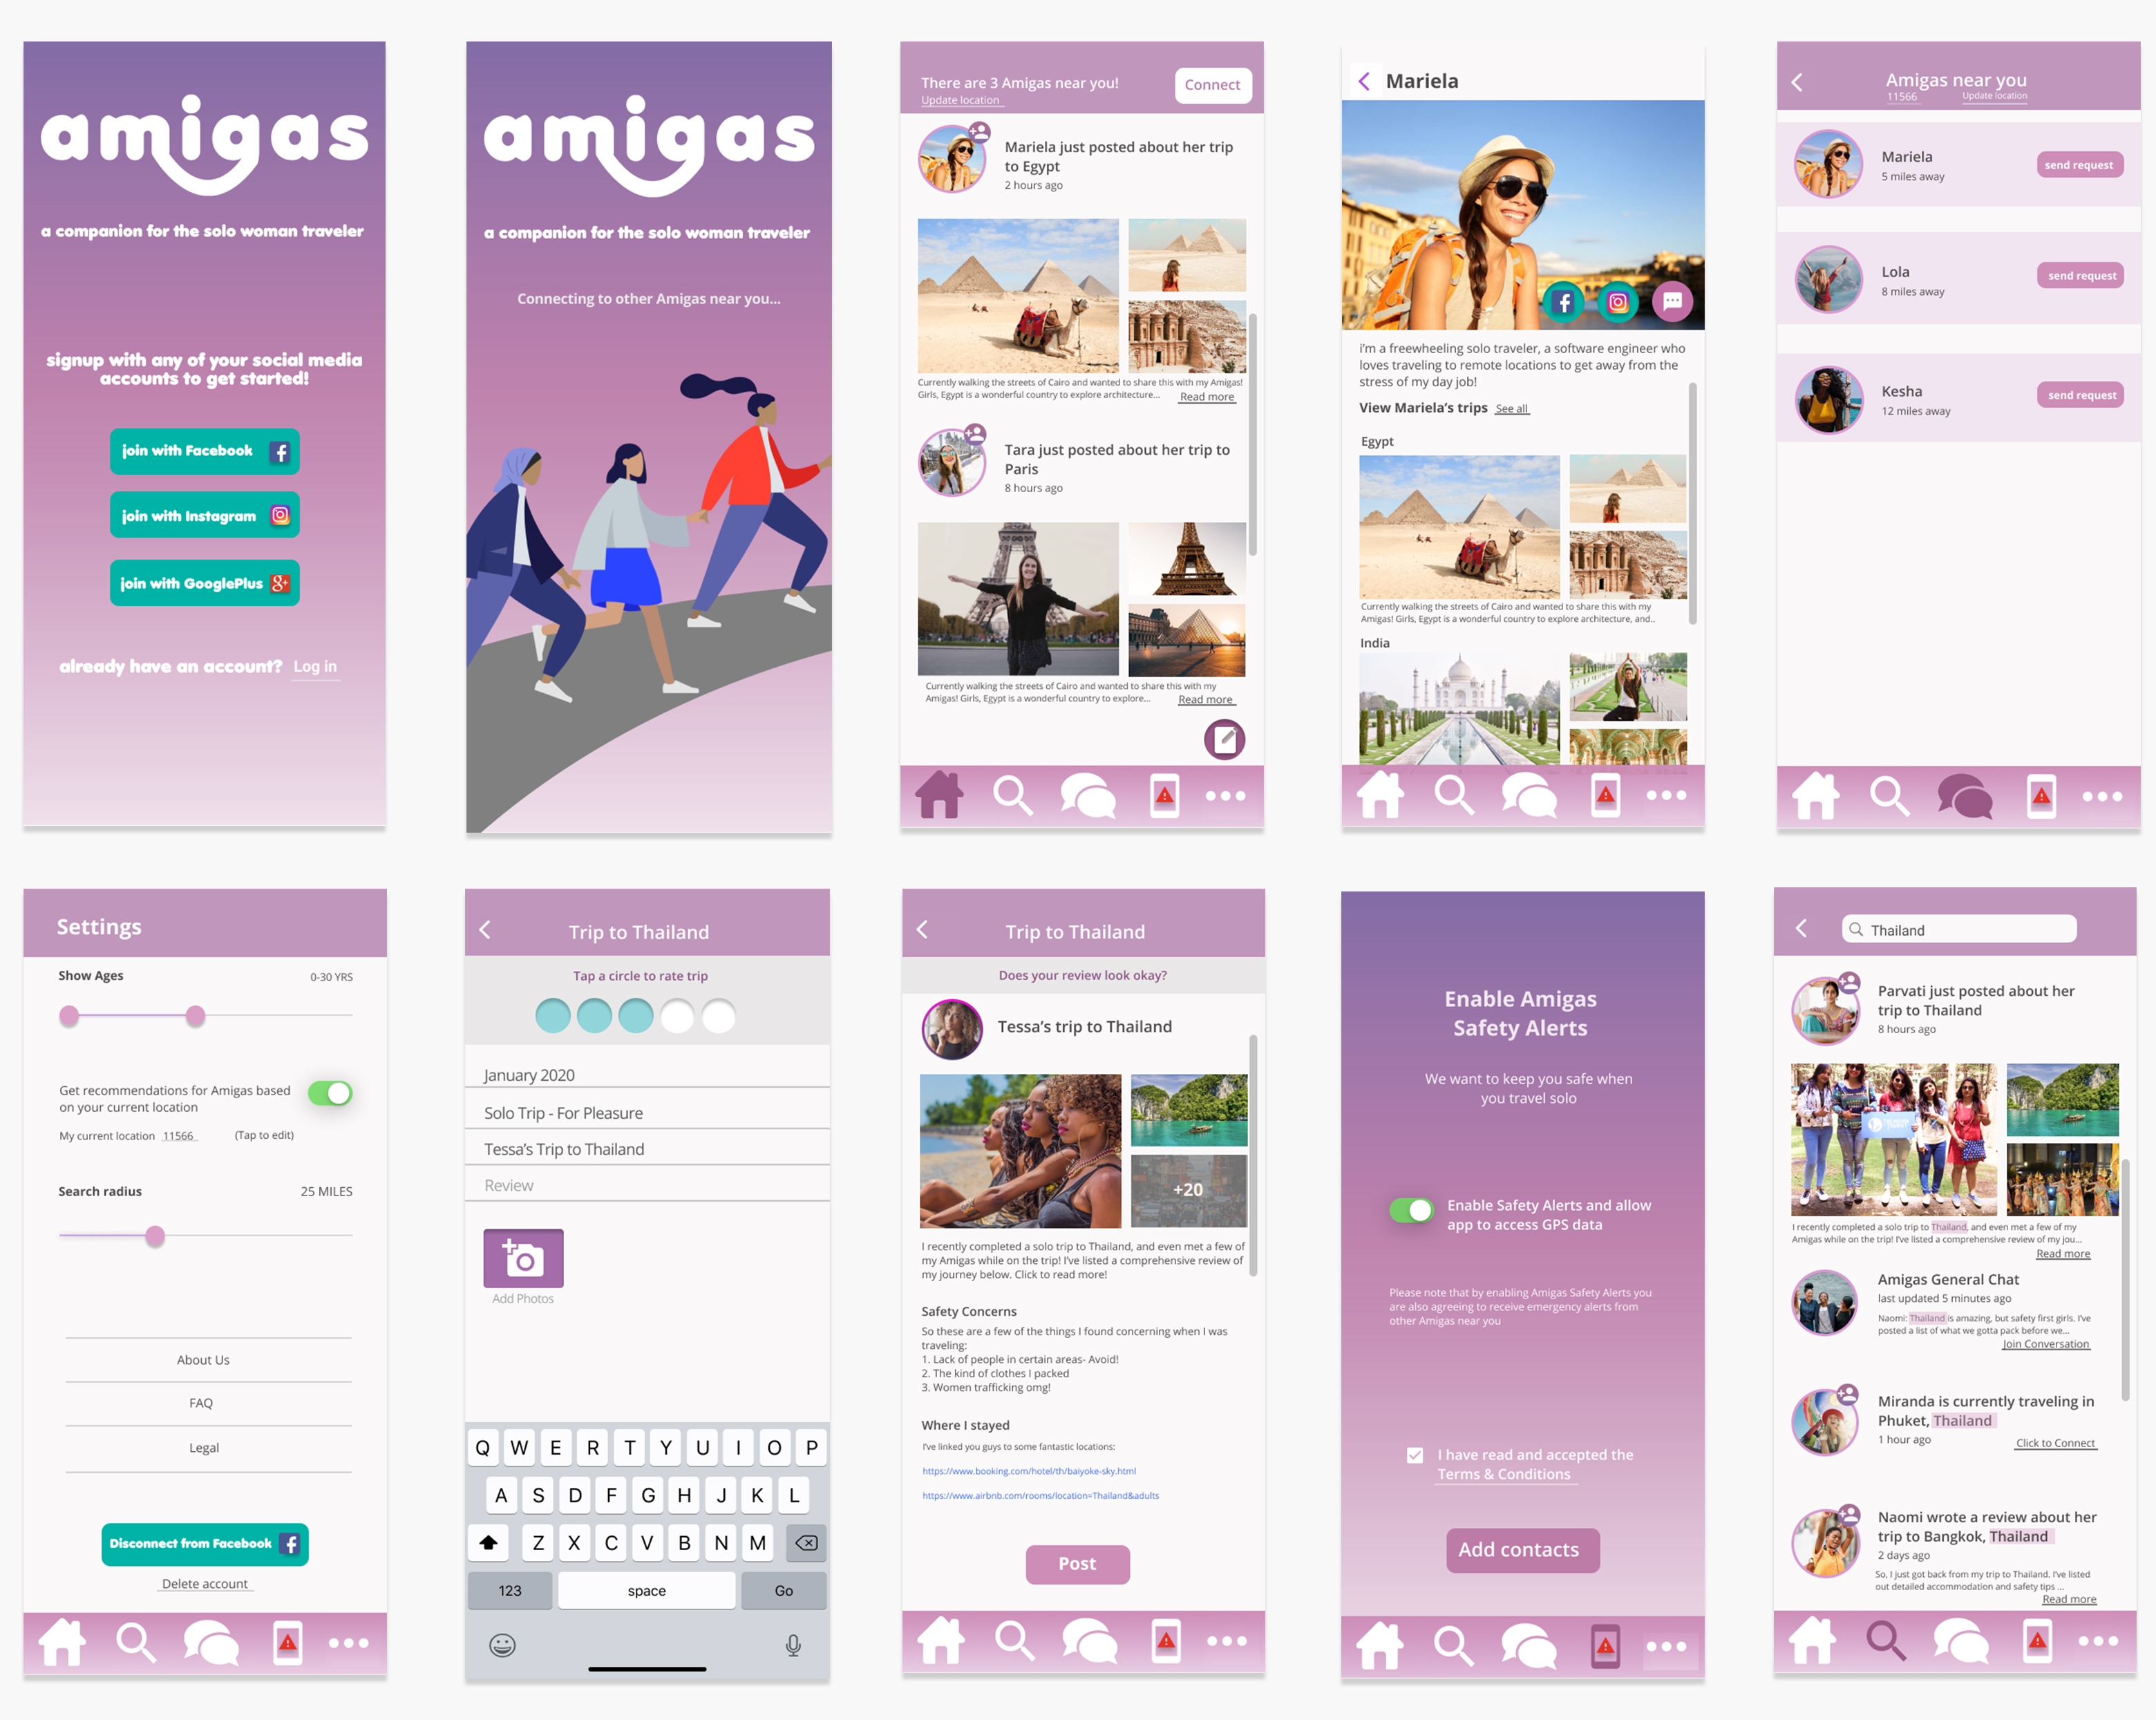 amigas
a companion for the solo woman traveler
signup with any of your social media
accounts to get started!
join with Facebook
join with Instagram
join with GooglePlus
already have an account? Log in
amigas
a companion for the solo woman traveler
Connecting to other Amigas near you...
There are 3 Amigas near you!
Update location
Connect
Mariela just posted about her trip
to Egypt
2 hours ago
Currently walking the streets of Cairo and wanted to share this with my Amigas!
Girls, Egypt is a wonderful country to explore architecture... Read more
Tara just posted about her trip to
Paris
8 hours ago
Currently walking the streets of Cairo and wanted to share this with my
Amigas! Girls, Egypt is a wonderful country to explore... Read more
Mariela
i'm a freewheeling solo traveler, a software engineer who
loves traveling to remote locations to get away from the
stress of my day job!
View Mariela's trips See all
Egypt
Currently walking the streets of Cairo and wanted to share this with my
Amigas! Girls, Egypt is a wonderful country to explore architecture, and..
India
Amigas near you
11566 Update location
Mariela
5 miles away
send request
Lola
8 miles away
send request
Kesha
12 miles away
send request
Settings
Show Ages 0-30 YRS
Get recommendations for Amigas based
on your current location
My current location 11566 (Tap to edit)
Search radius 25 MILES
About Us
FAQ
Legal
Disconnect from Facebook
Delete account
Trip to Thailand
Tap a circle to rate trip
January 2020
Solo Trip - For Pleasure
Tessa's Trip to Thailand
Review
Add Photos
Q W E R T Y U I O P
A S D F G H J K L
Z X C V B N M
123 space Go
Trip to Thailand
Does your review look okay?
Tessa's trip to Thailand
+20
I recently completed a solo trip to Thailand, and even met a few of
my Amigas while on the trip! I've listed a comprehensive review of
my journey below. Click to read more!
Safety Concerns
So these are a few of the things I found concerning when I was
traveling:
1. Lack of people in certain areas- Avoid!
2. The kind of clothes I packed
3. Women trafficking omg!
Where I stayed
I've linked you guys to some fantastic locations:
https://www.booking.com/hotel/th/baiyoke-sky.html
https://www.airbnb.com/rooms/location=Thailand&adults
Post
Enable Amigas
Safety Alerts
We want to keep you safe when
you travel solo
Enable Safety Alerts and allow
app to access GPS data
Please note that by enabling Amigas Safety Alerts you
are also agreeing to receive emergency alerts from
other Amigas near you
I have read and accepted the
Terms & Conditions
Add contacts
Thailand
Parvati just posted about her
trip to Thailand
8 hours ago
I recently completed a solo trip to Thailand, and even met a few of my
Amigas while on the trip! I've listed a comprehensive review of my jou...
Read more
Amigas General Chat
last updated 5 minutes ago
Naomi: Thailand is amazing, but safety first girls. I've
posted a list of what we gotta pack before we...
Join Conversation
Miranda is currently traveling in
Phuket, Thailand
1 hour ago
Click to Connect
Naomi wrote a review about her
trip to Bangkok, Thailand
2 days ago
So, I just got back from my trip to Thailand. I've listed
out detailed accommodation and safety tips ...
Read more